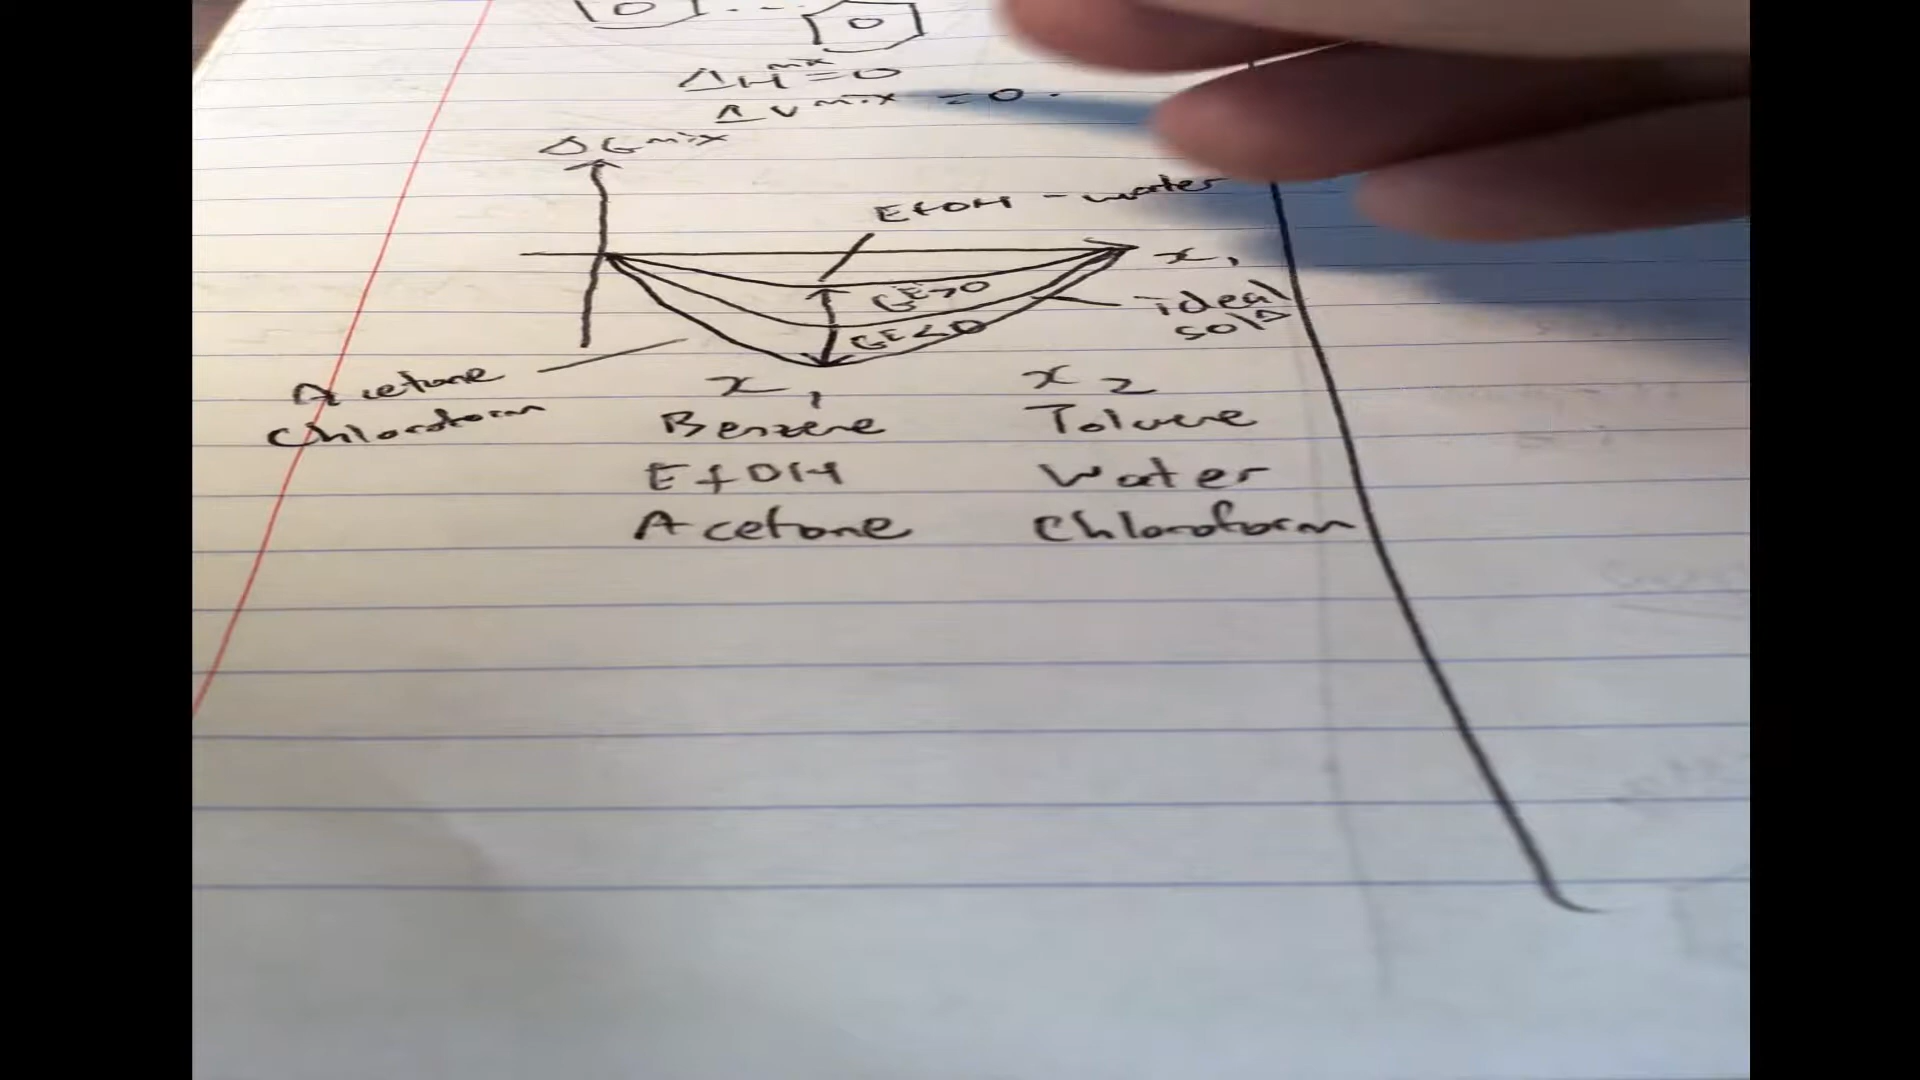 ΔH^mix = 0
ΔV^mix = 0.
ΔG^mix
EtOH - water
x₁
G^E>0
ideal
sol^n
G^E<0
Acetone
Chloroform
x₁ x₂
Benzene Toluene
EtOH Water
Acetone Chloroform